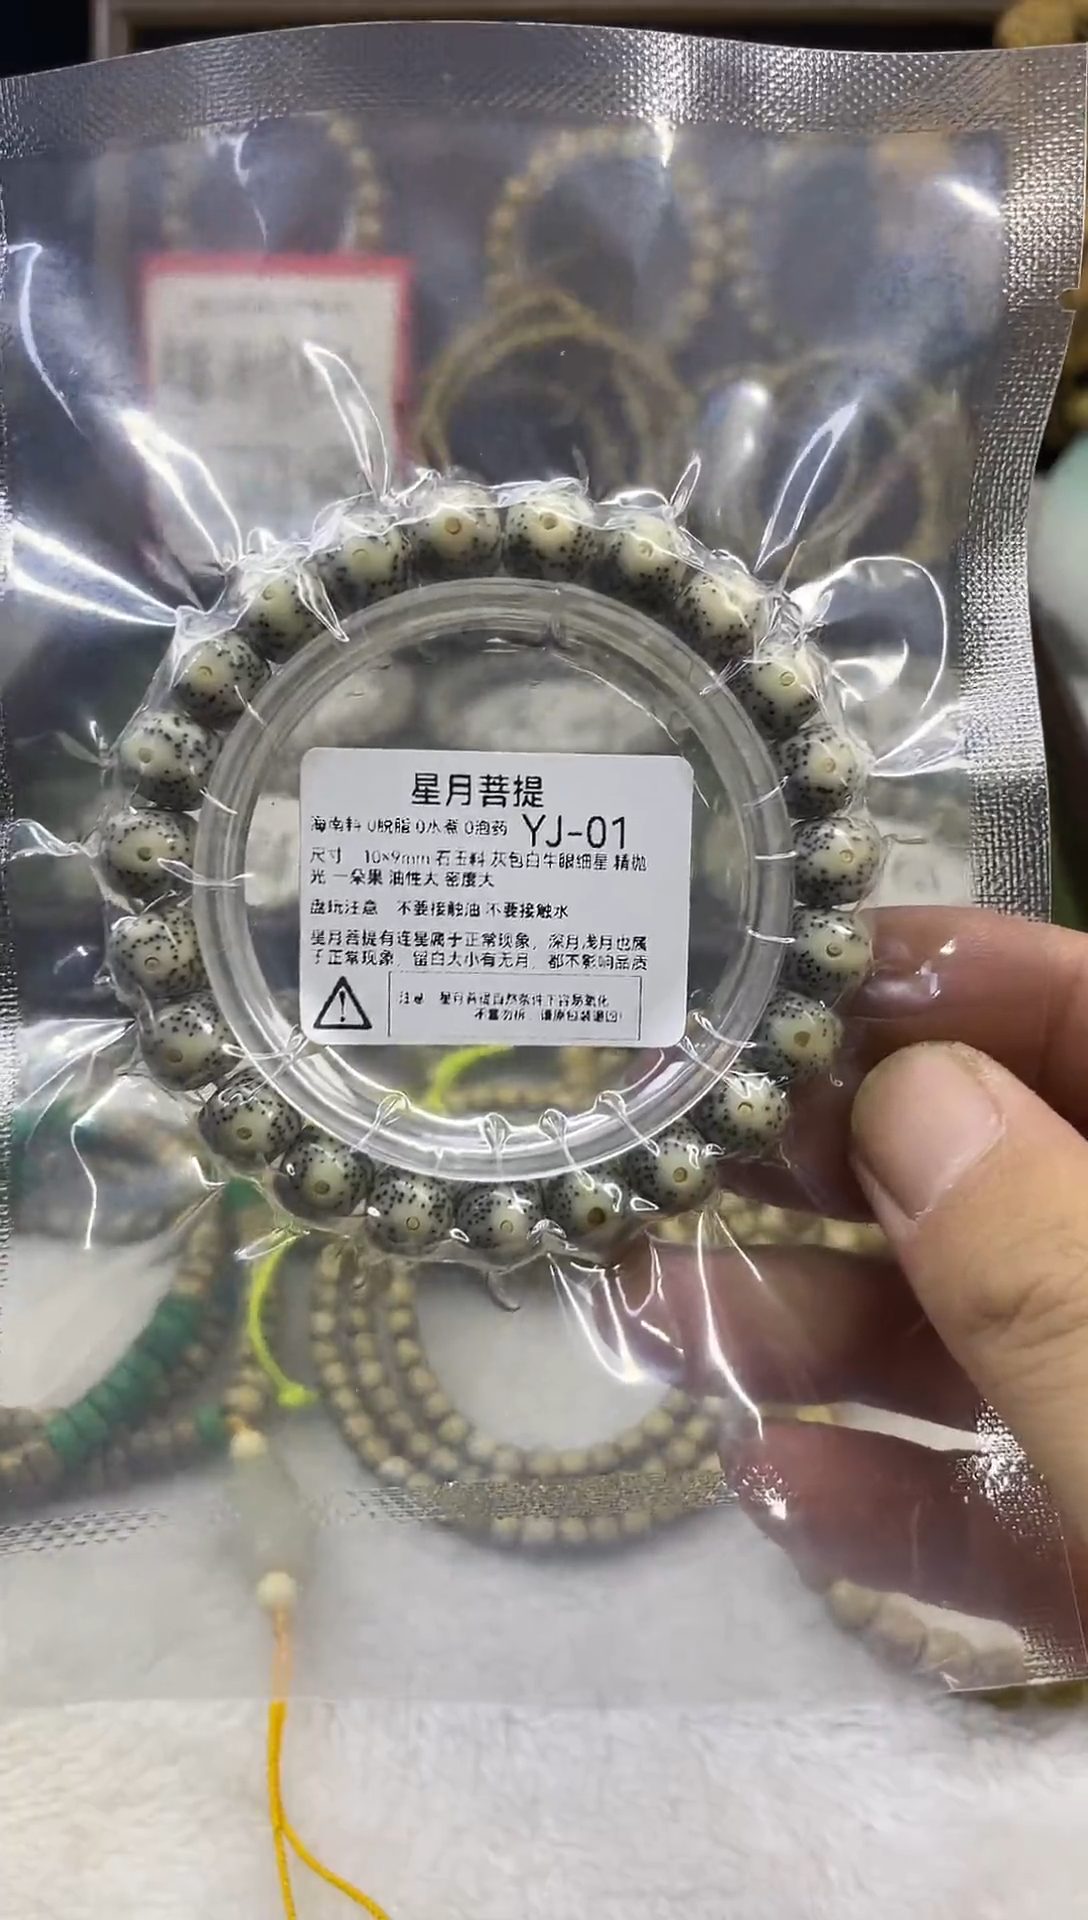 星月菩提
海南料 0脱脂 0水煮 0泡药 YJ-01
尺寸 10×9mm 石玉料 灰包白牛眼细星 精抛
光 一朵果 油性大 密度大
盘玩注意 不要接触油 不要接触水
星月菩提有连星属于正常现象，深月浅月也属
于正常现象，留白大小有无月，都不影响品质
注意 星月菩提自然条件下容易氧化
不喜勿拆，请原包装退回！